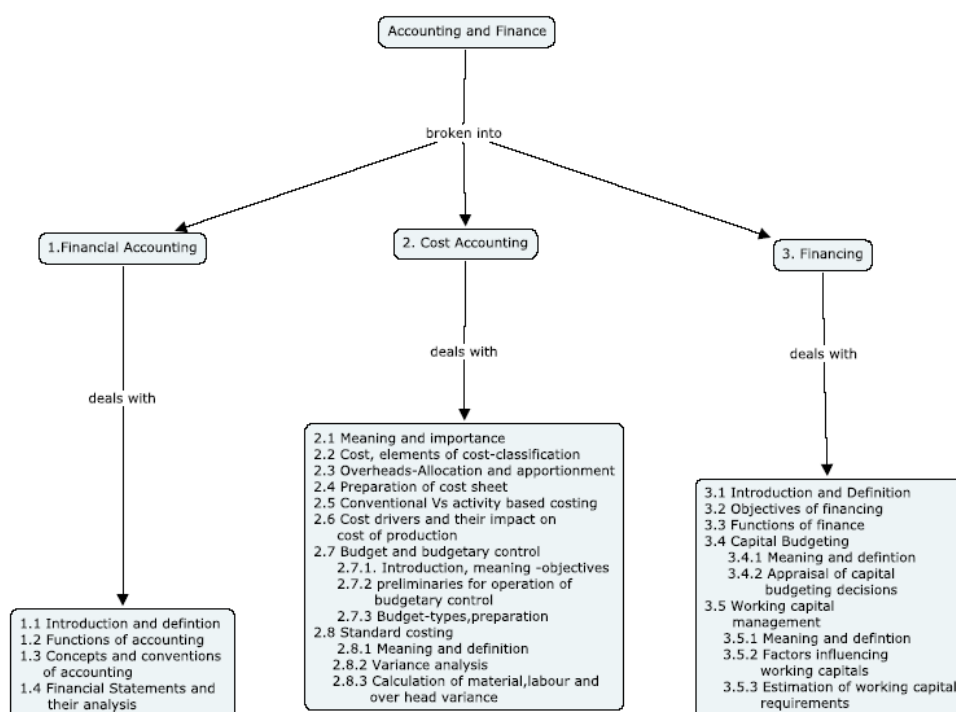 Accounting and Finance
broken into
1.Financial Accounting
2. Cost Accounting
3. Financing
deals with
deals with
deals with
1.1 Introduction and defintion
1.2 Functions of accounting
1.3 Concepts and conventions
of accounting
1.4 Financial Statements and
their analysis
2.1 Meaning and importance
2.2 Cost, elements of cost-classification
2.3 Overheads-Allocation and apportionment
2.4 Preparation of cost sheet
2.5 Conventional Vs activity based costing
2.6 Cost drivers and their impact on
cost of production
2.7 Budget and budgetary control
2.7.1. Introduction, meaning -objectives
2.7.2 preliminaries for operation of
budgetary control
2.7.3 Budget-types,preparation
2.8 Standard costing
2.8.1 Meaning and definition
2.8.2 Variance analysis
2.8.3 Calculation of material,labour and
over head variance
3.1 Introduction and Definition
3.2 Objectives of financing
3.3 Functions of finance
3.4 Capital Budgeting
3.4.1 Meaning and defintion
3.4.2 Appraisal of capital
budgeting decisions
3.5 Working capital
management
3.5.1 Meaning and defintion
3.5.2 Factors influencing
working capitals
3.5.3 Estimation of working capital
requirements